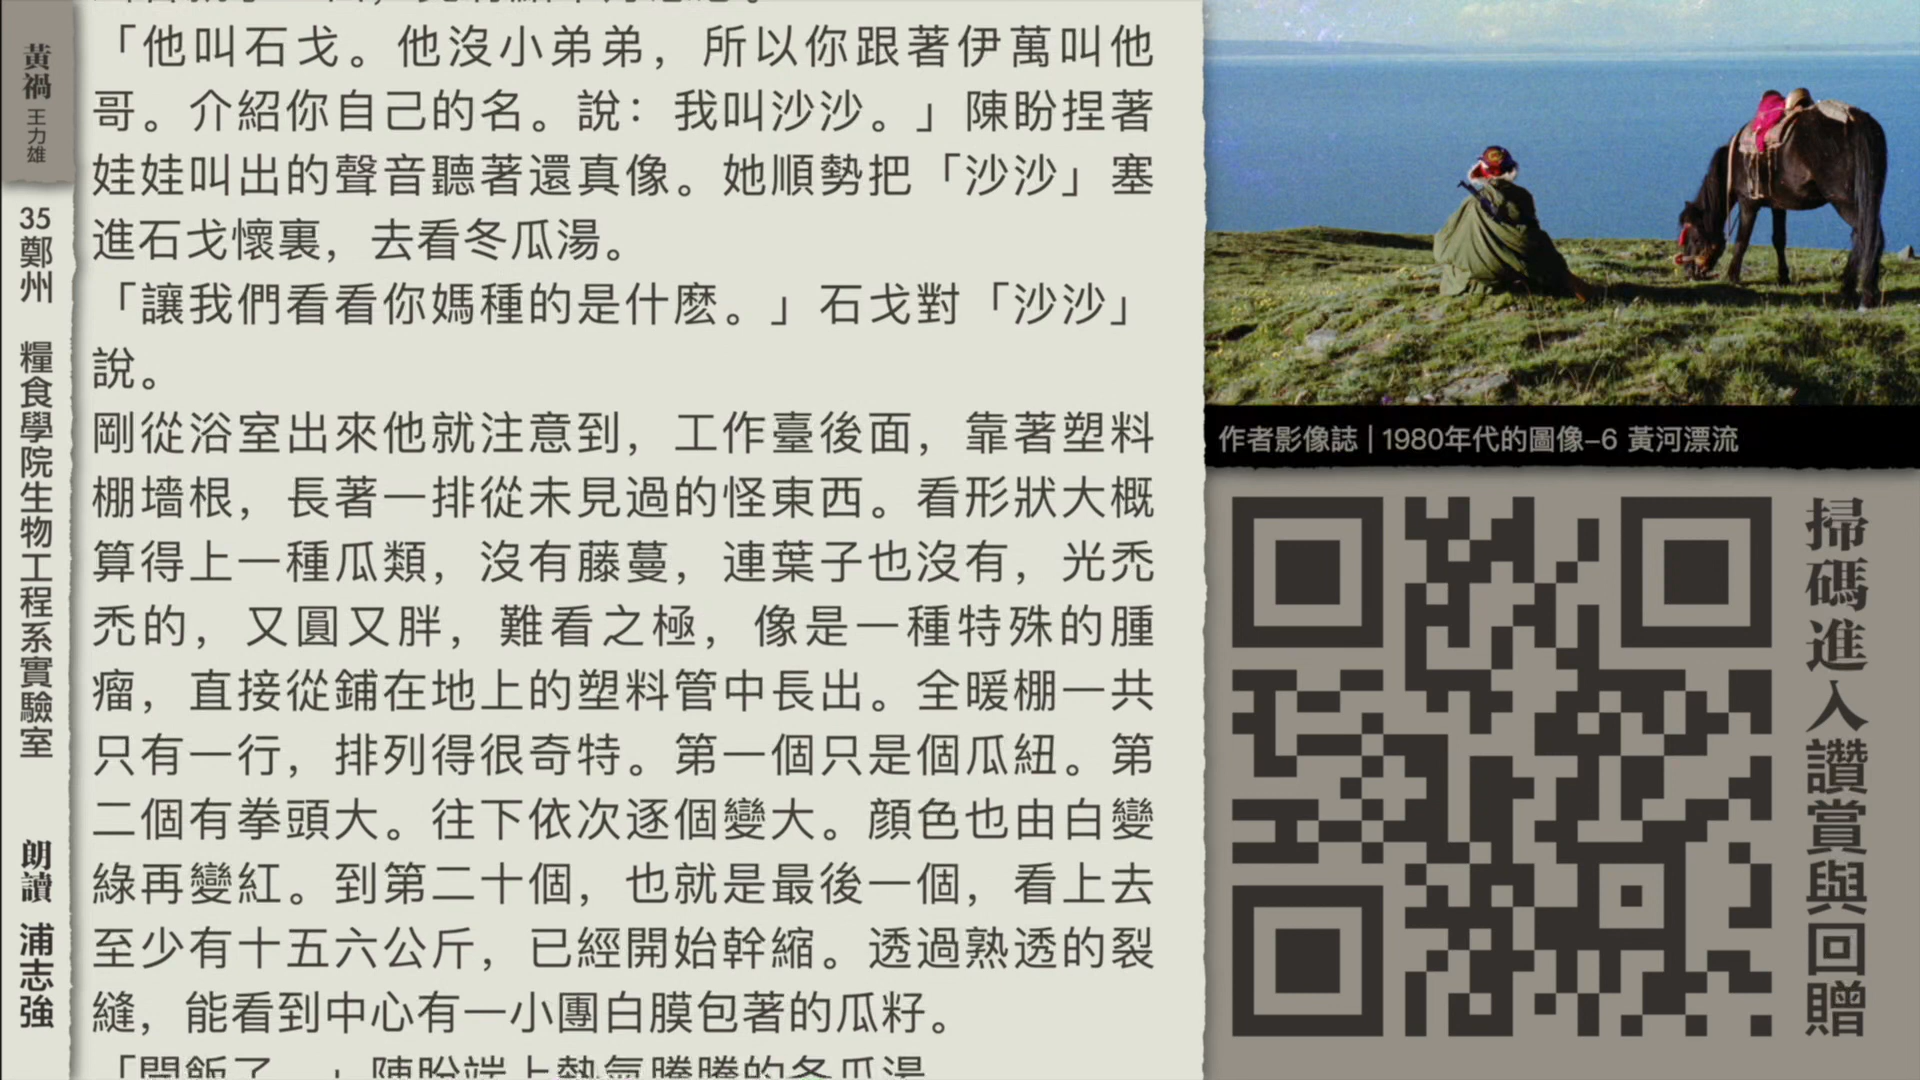 黃禍 王力雄
35 鄭州 糧食學院生物工程系實驗室
朗讀 浦志強
「他叫石戈。他沒小弟弟，所以你跟著伊萬叫他
哥。介紹你自己的名。說：我叫沙沙。」陳盼捏著
娃娃叫出的聲音聽著還真像。她順勢把「沙沙」塞
進石戈懷裏，去看冬瓜湯。
「讓我們看看你媽種的是什麽。」石戈對「沙沙」
說。
剛從浴室出來他就注意到，工作臺後面，靠著塑料
棚墻根，長著一排從未見過的怪東西。看形狀大概
算得上一種瓜類，沒有藤蔓，連葉子也沒有，光禿
禿的，又圓又胖，難看之極，像是一種特殊的腫
瘤，直接從鋪在地上的塑料管中長出。全暖棚一共
只有一行，排列得很奇特。第一個只是個瓜紐。第
二個有拳頭大。往下依次逐個變大。顏色也由白變
綠再變紅。到第二十個，也就是最後一個，看上去
至少有十五六公斤，已經開始幹縮。透過熟透的裂
縫，能看到中心有一小團白膜包著的瓜籽。
「開飯了。」陳盼端上熱氣騰騰的冬瓜湯
作者影像誌｜1980年代的圖像–6 黃河漂流
掃碼進入讚賞與回贈